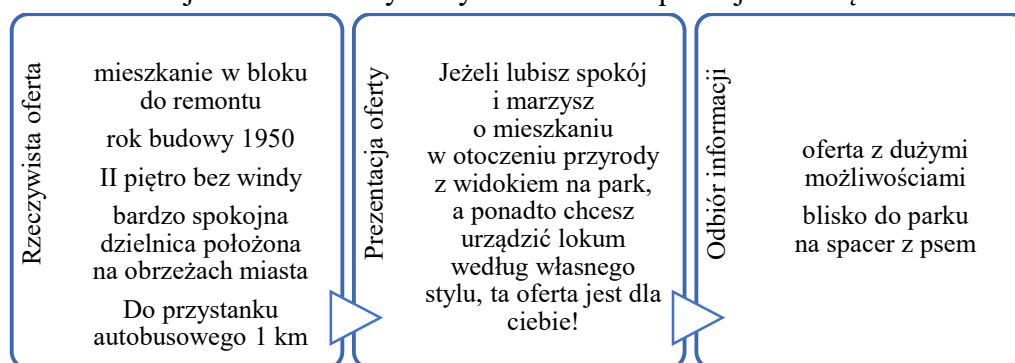 Rzeczywista oferta
mieszkanie w bloku
do remontu
rok budowy 1950
II piętro bez windy
bardzo spokojna
dzielnica położona
na obrzeżach miasta
Do przystanku
autobusowego 1 km
Prezentacja oferty
Jeżeli lubisz spokój
i marzysz
o mieszkaniu
w otoczeniu przyrody
z widokiem na park,
a ponadto chcesz
urządzić lokum
według własnego
stylu, ta oferta jest dla
ciebie!
Odbiór informacji
oferta z dużymi
możliwościami
blisko do parku
na spacer z psem